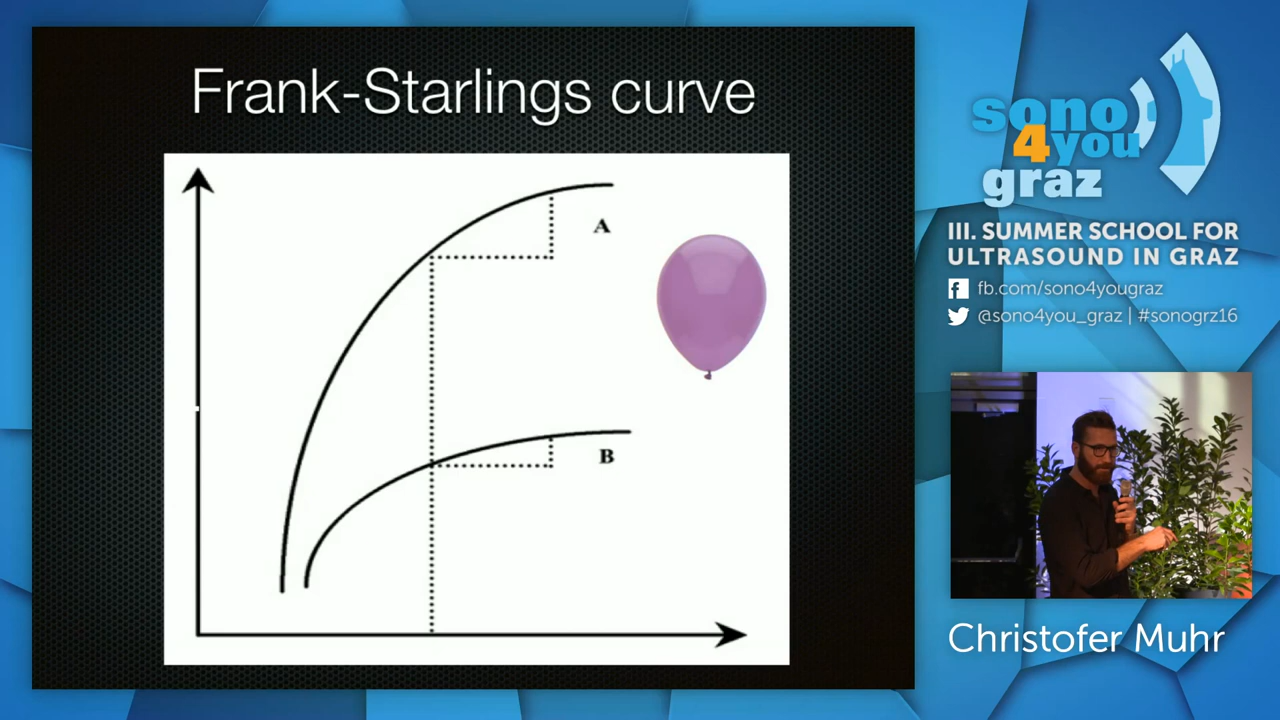 Frank-Starlings curve
A
B
sono
4you
graz
III. SUMMER SCHOOL FOR
ULTRASOUND IN GRAZ
fb.com/sono4yougraz
@sono4you_graz | #sonogrz16
Christofer Muhr